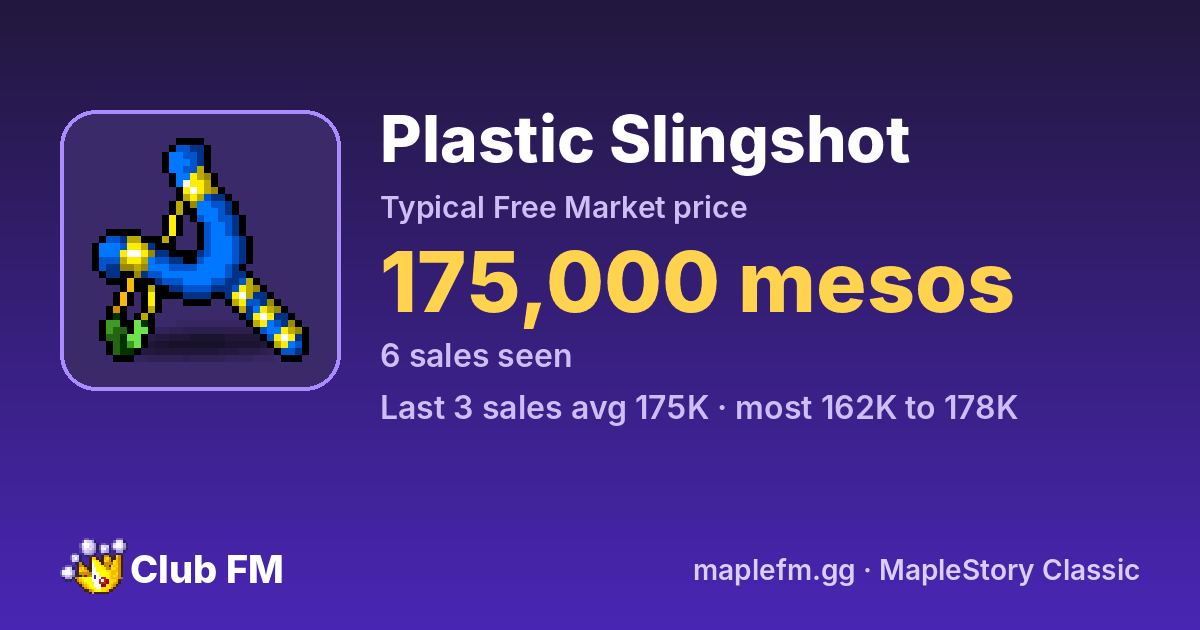 Plastic Slingshot
Typical Free Market price
175,000 mesos
6 sales seen
Last 3 sales avg 175K · most 162K to 178K
Club FM
maplefm.gg · MapleStory Classic